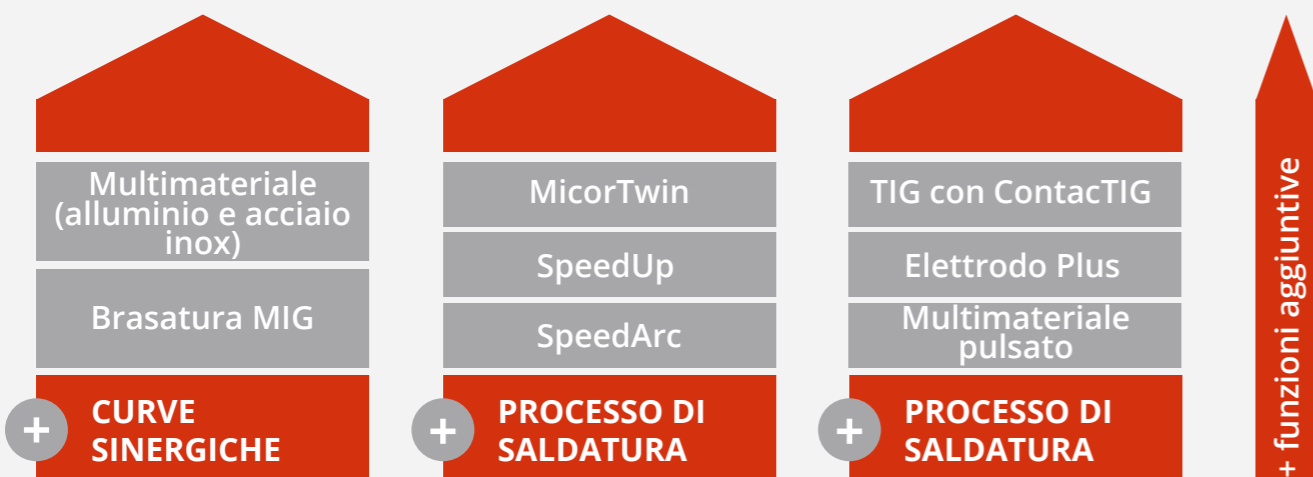 Multimateriale
(alluminio e acciaio
inox)
Brasatura MIG
+ CURVE
SINERGICHE
MicorTwin
SpeedUp
SpeedArc
+ PROCESSO DI
SALDATURA
TIG con ContacTIG
Elettrodo Plus
Multimateriale
pulsato
+ PROCESSO DI
SALDATURA
+ funzioni aggiuntive